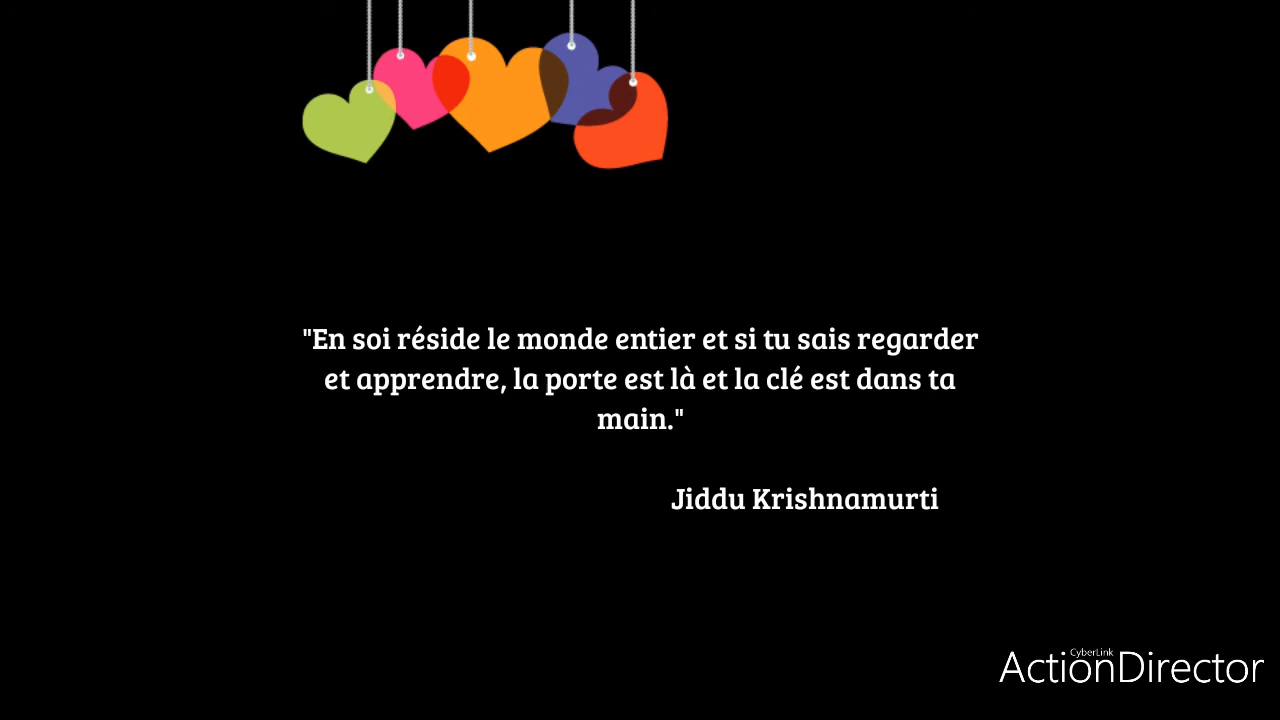 "En soi réside le monde entier et si tu sais regarder
et apprendre, la porte est là et la clé est dans ta
main."
Jiddu Krishnamurti
CyberLink
ActionDirector